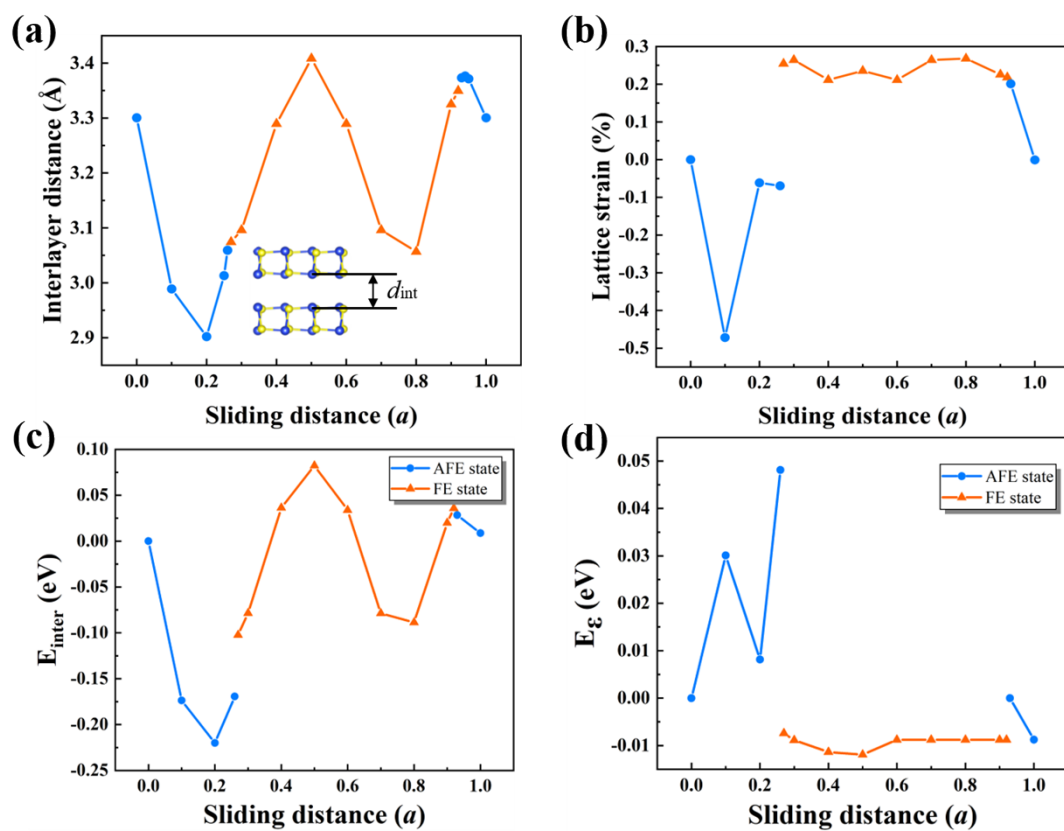 (a)
Interlayer distance (Å)
3.4
3.3
3.2
3.1
3.0
2.9
dint
0.0 0.2 0.4 0.6 0.8 1.0
Sliding distance (a)
(b)
Lattice strain (%)
0.3
0.2
0.1
0.0
-0.1
-0.2
-0.3
-0.4
-0.5
0.0 0.2 0.4 0.6 0.8 1.0
Sliding distance (a)
(c)
Einter (eV)
0.10
0.05
0.00
-0.05
-0.10
-0.15
-0.20
-0.25
AFE state
FE state
0.0 0.2 0.4 0.6 0.8 1.0
Sliding distance (a)
(d)
Eε (eV)
0.05
0.04
0.03
0.02
0.01
0.00
-0.01
AFE state
FE state
0.0 0.2 0.4 0.6 0.8 1.0
Sliding distance (a)